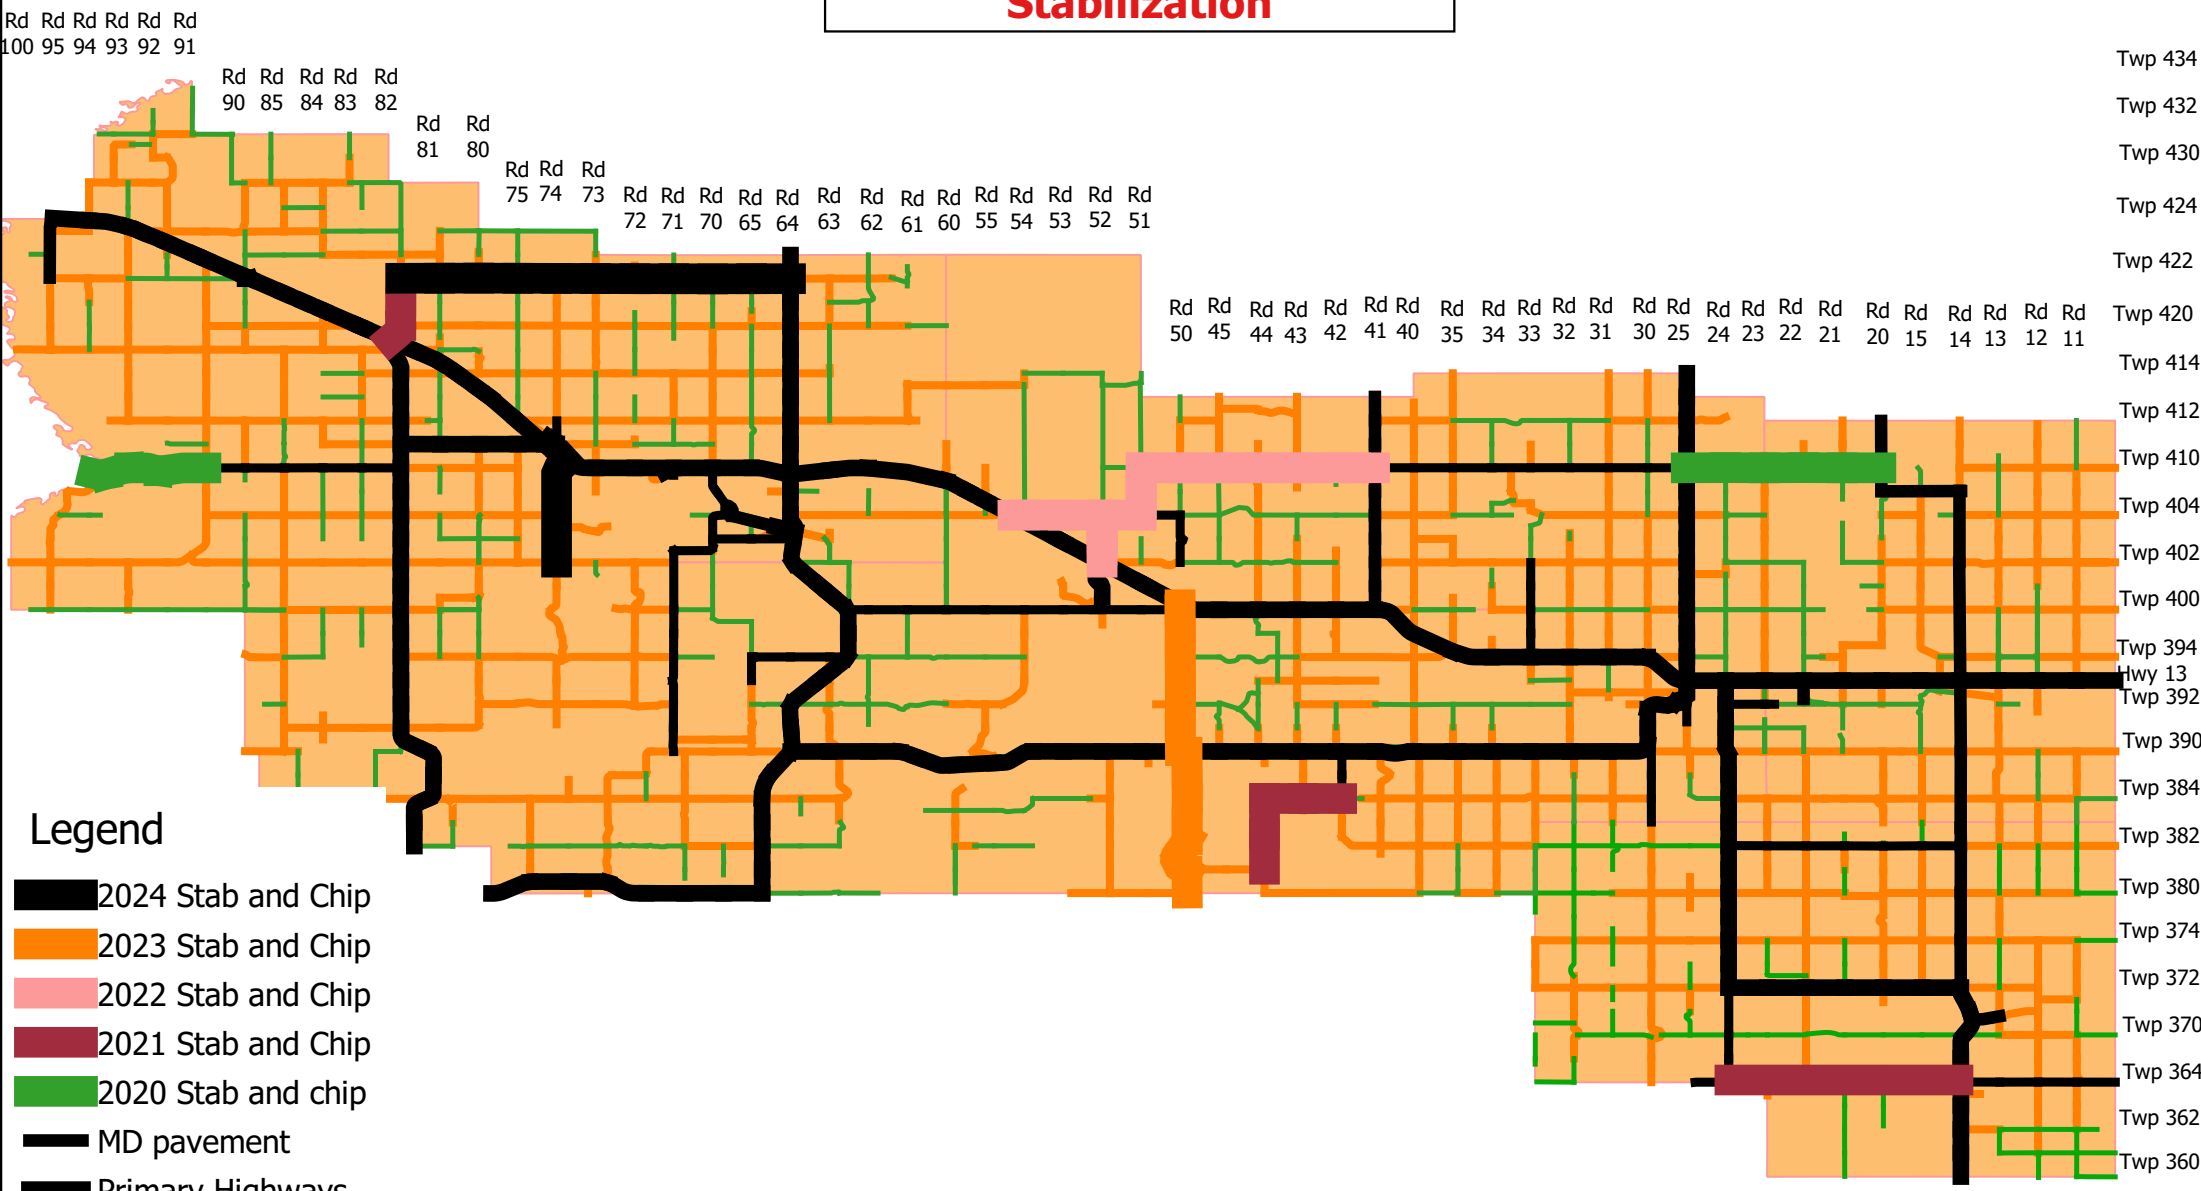 Stabilization
Rd Rd Rd Rd Rd Rd
100 95 94 93 92 91
Rd Rd Rd Rd Rd
90 85 84 83 82
Rd Rd
81 80
Rd Rd Rd
75 74 73
Rd Rd Rd Rd Rd Rd Rd Rd Rd Rd Rd Rd Rd Rd
72 71 70 65 64 63 62 61 60 55 54 53 52 51
Rd Rd Rd Rd Rd Rd Rd Rd Rd Rd Rd Rd Rd Rd Rd Rd Rd Rd Rd Rd Rd Rd Rd Rd
50 45 44 43 42 41 40 35 34 33 32 31 30 25 24 23 22 21 20 15 14 13 12 11
Twp 434
Twp 432
Twp 430
Twp 424
Twp 422
Twp 420
Twp 414
Twp 412
Twp 410
Twp 404
Twp 402
Twp 400
Twp 394
Hwy 13
Twp 392
Twp 390
Twp 384
Twp 382
Twp 380
Twp 374
Twp 372
Twp 370
Twp 364
Twp 362
Twp 360
Legend
2024 Stab and Chip
2023 Stab and Chip
2022 Stab and Chip
2021 Stab and Chip
2020 Stab and chip
MD pavement
Primary Highways